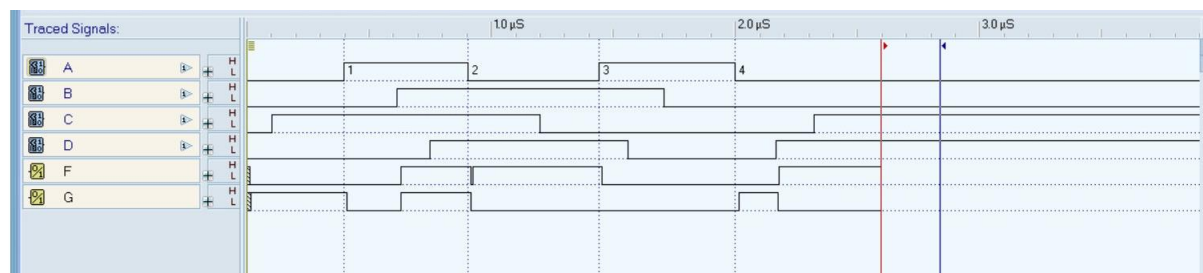 Traced Signals: 1.0 µS 2.0 µS 3.0 µS
A H L 1 2 3 4
B H L
C H L
D H L
F H L
G H L